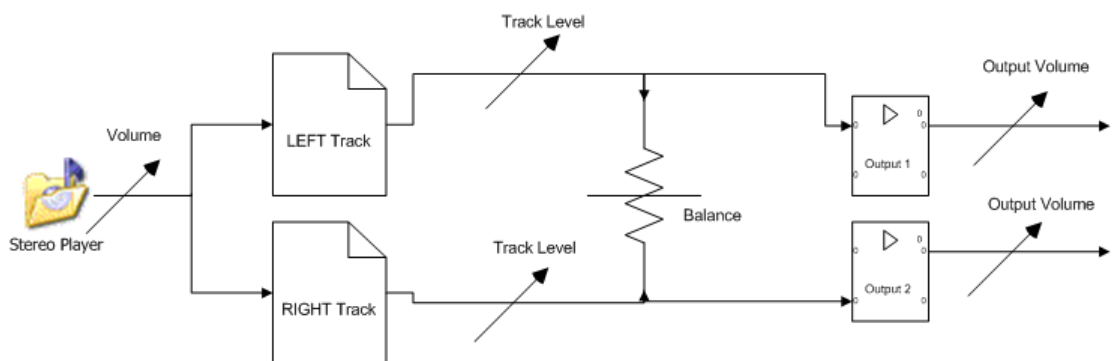 Track Level
Output Volume
Volume
LEFT Track
Output 1
Stereo Player
Balance
Output Volume
Track Level
RIGHT Track
Output 2